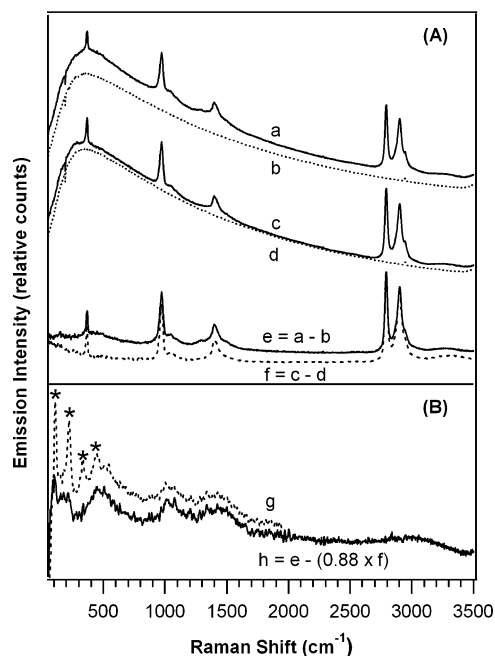 (A)
a
b
c
d
e = a - b
f = c - d
(B)
*
*
*
*
g
h = e - (0.88 x f)
500 1000 1500 2000 2500 3000 3500
Raman Shift (cm⁻¹)
Emission Intensity (relative counts)